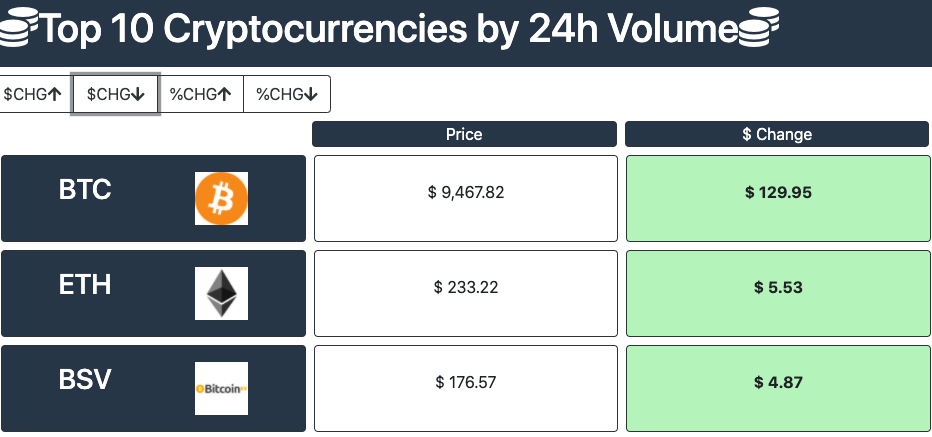 Top 10 Cryptocurrencies by 24h Volume
$CHG↑ $CHG↓ %CHG↑ %CHG↓
Price $ Change
BTC $ 9,467.82 $ 129.95
ETH $ 233.22 $ 5.53
BSV Bitcoin $ 176.57 $ 4.87